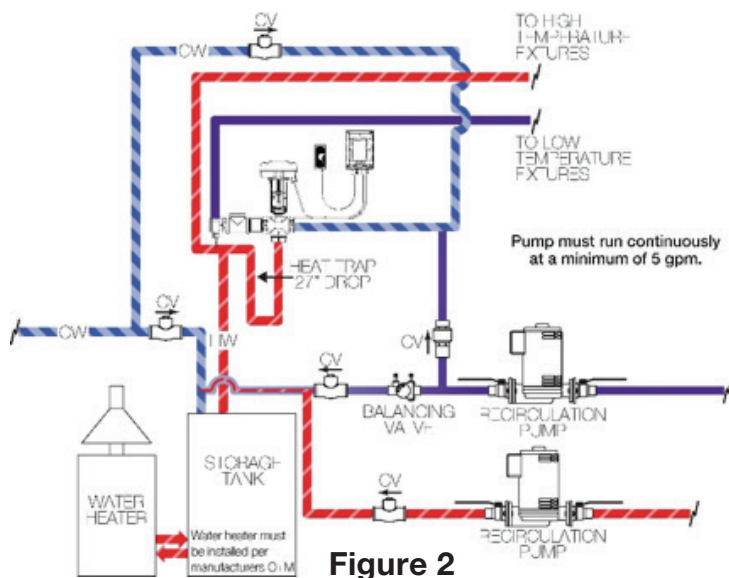 CV
CW
TO HIGH
TEMPERATURE
FIXTURES
TO LOW
TEMPERATURE
FIXTURES
Pump must run continuously
at a minimum of 5 gpm.
HEAT TRAP
27" DROP
CV
CW
HW
CV
CV
BALANCING
VALVE
RECIRCULATION
PUMP
STORAGE
TANK
WATER
HEATER
CV
Water heater must
be installed per
manufacturers O+M
RECIRCULATION
PUMP
Figure 2